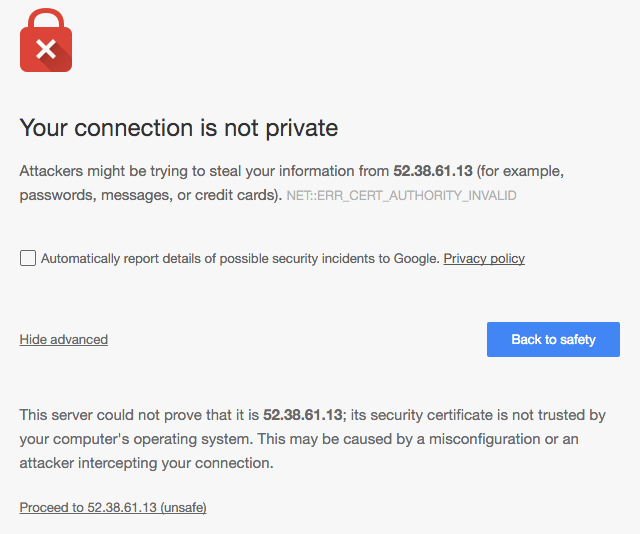 Your connection is not private
Attackers might be trying to steal your information from 52.38.61.13 (for example,
passwords, messages, or credit cards). NET::ERR_CERT_AUTHORITY_INVALID
Automatically report details of possible security incidents to Google. Privacy policy
Hide advanced
Back to safety
This server could not prove that it is 52.38.61.13; its security certificate is not trusted by
your computer's operating system. This may be caused by a misconfiguration or an
attacker intercepting your connection.
Proceed to 52.38.61.13 (unsafe)